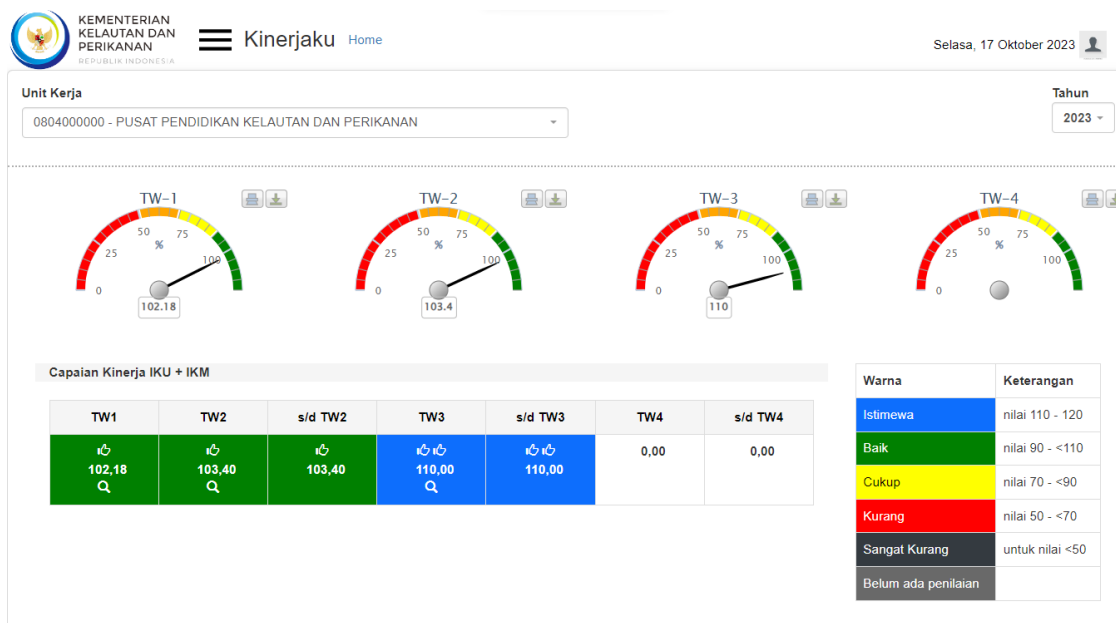 KEMENTERIAN
KELAUTAN DAN
PERIKANAN
REPUBLIK INDONESIA
Kinerjaku Home
Selasa, 17 Oktober 2023
Unit Kerja
Tahun
0804000000 - PUSAT PENDIDIKAN KELAUTAN DAN PERIKANAN
2023
TW-1
0
25
50
75
100
%
102.18
TW-2
0
25
50
75
100
%
103.4
TW-3
0
25
50
75
100
%
110
TW-4
0
25
50
75
100
%
Capaian Kinerja IKU + IKM
TW1 TW2 s/d TW2 TW3 s/d TW3 TW4 s/d TW4
102,18 103,40 103,40 110,00 110,00 0,00 0,00
Warna Keterangan
Istimewa nilai 110 - 120
Baik nilai 90 - <110
Cukup nilai 70 - <90
Kurang nilai 50 - <70
Sangat Kurang untuk nilai <50
Belum ada penilaian